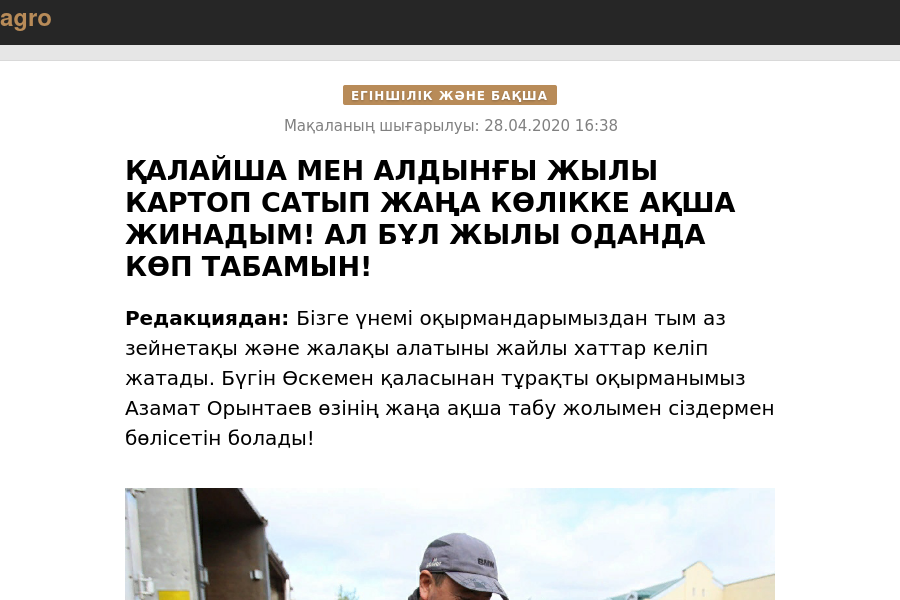 agro
ЕГІНШІЛІК ЖӘНЕ БАҚША
Мақаланың шығарылуы: 28.04.2020 16:38
ҚАЛАЙША МЕН АЛДЫНҒЫ ЖЫЛЫ
КАРТОП САТЫП ЖАҢА КӨЛІККЕ АҚША
ЖИНАДЫМ! АЛ БҰЛ ЖЫЛЫ ОДАНДА
КӨП ТАБАМЫН!
Редакциядан: Бізге үнемі оқырмандарымыздан тым аз
зейнетақы және жалақы алатыны жайлы хаттар келіп
жатады. Бүгін Өскемен қаласынан тұрақты оқырманымыз
Азамат Орынтаев өзінің жаңа ақша табу жолымен сіздермен
бөлісетін болады!